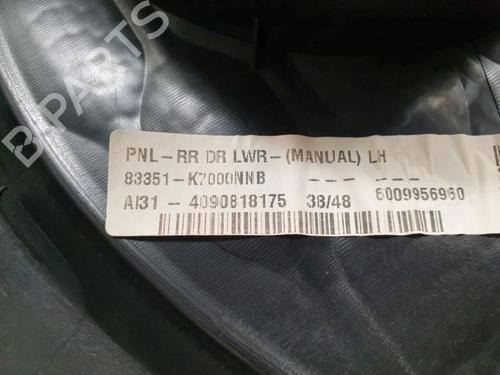 B-PARTS
PNL-RR DR LWR-(MANUAL) LH
83351-K7000NNB --- - ---
AI31 - 4090818175 38/48 6009956960